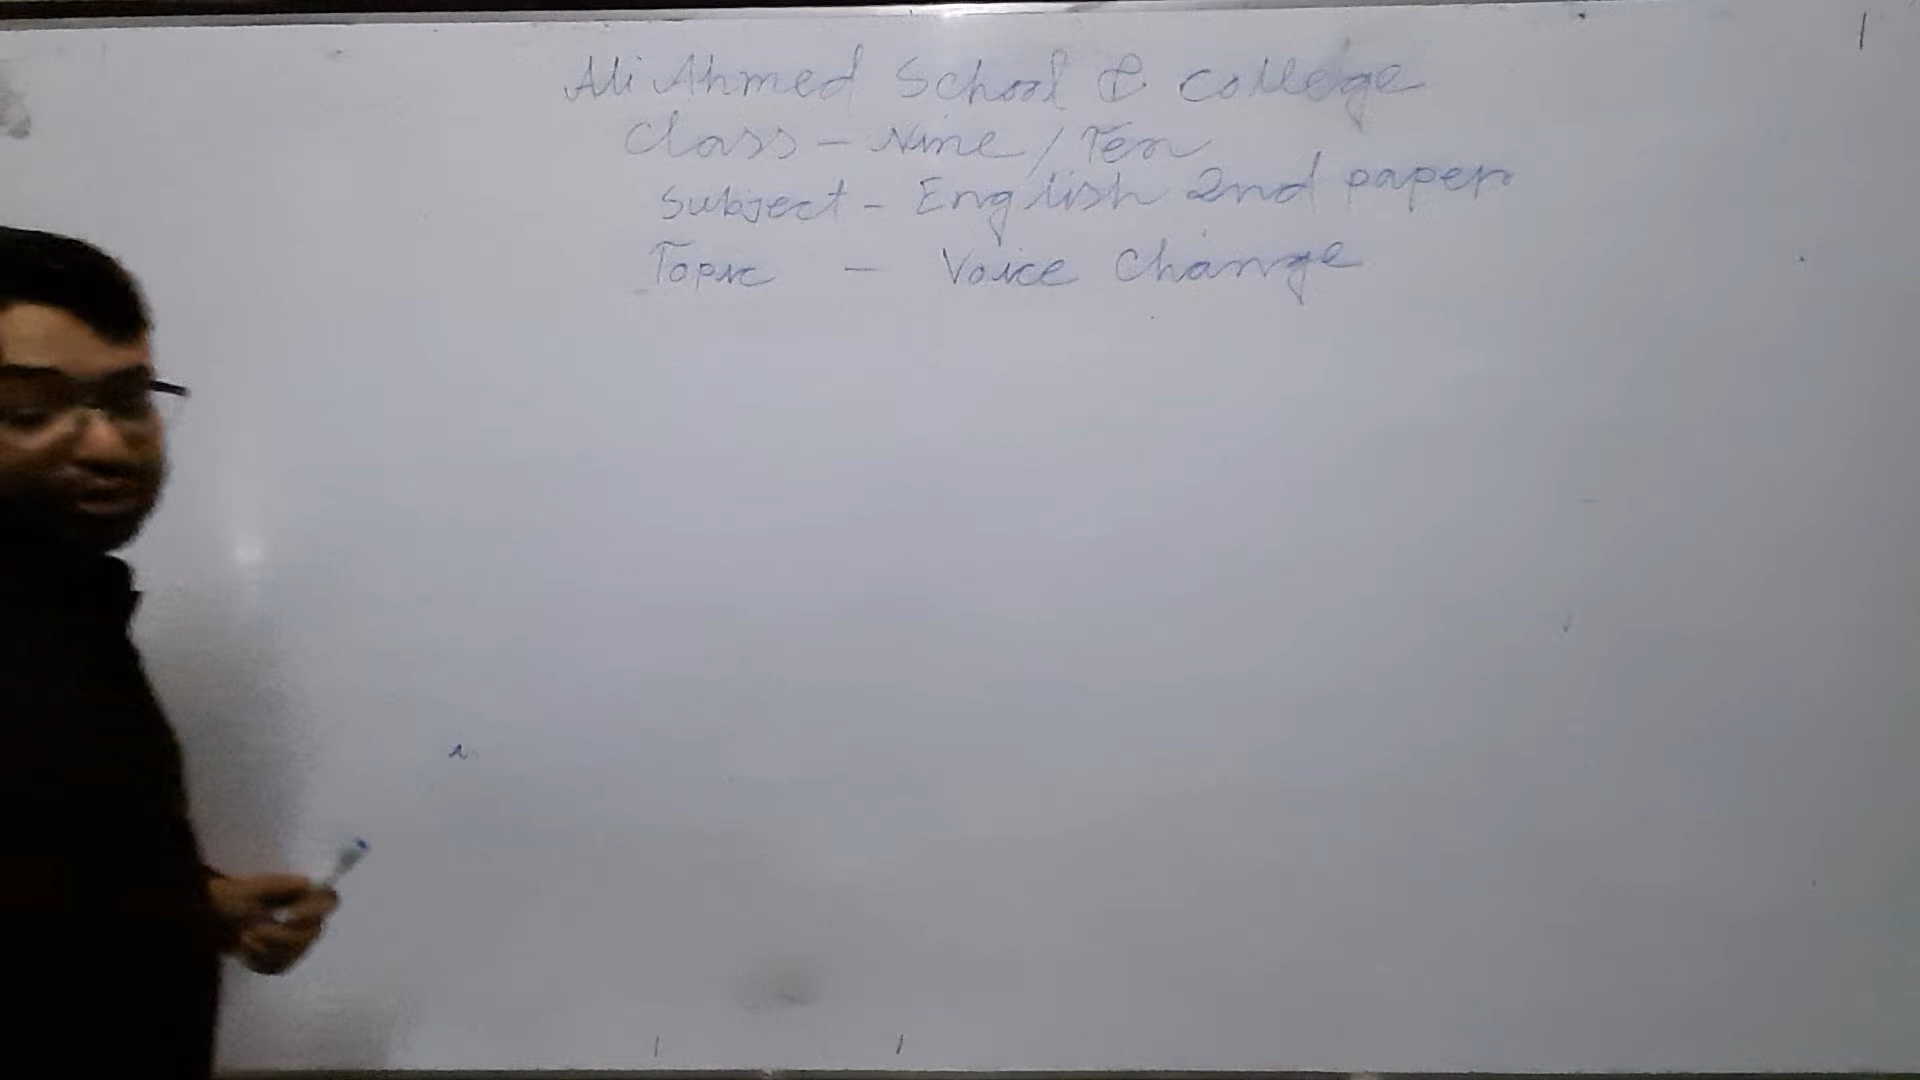 Ali Ahmed School & College
Class - Nine / Ten
Subject - English 2nd paper
Topic - Voice Change